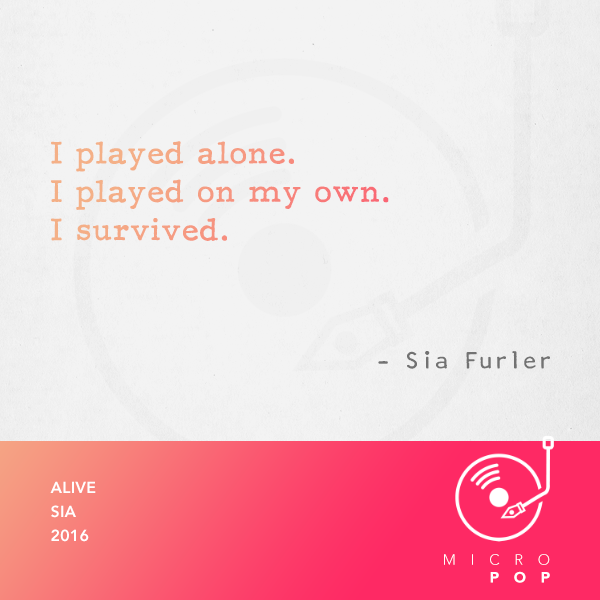 I played alone.
I played on my own.
I survived.
– Sia Furler
ALIVE
SIA
2016
MICRO
POP